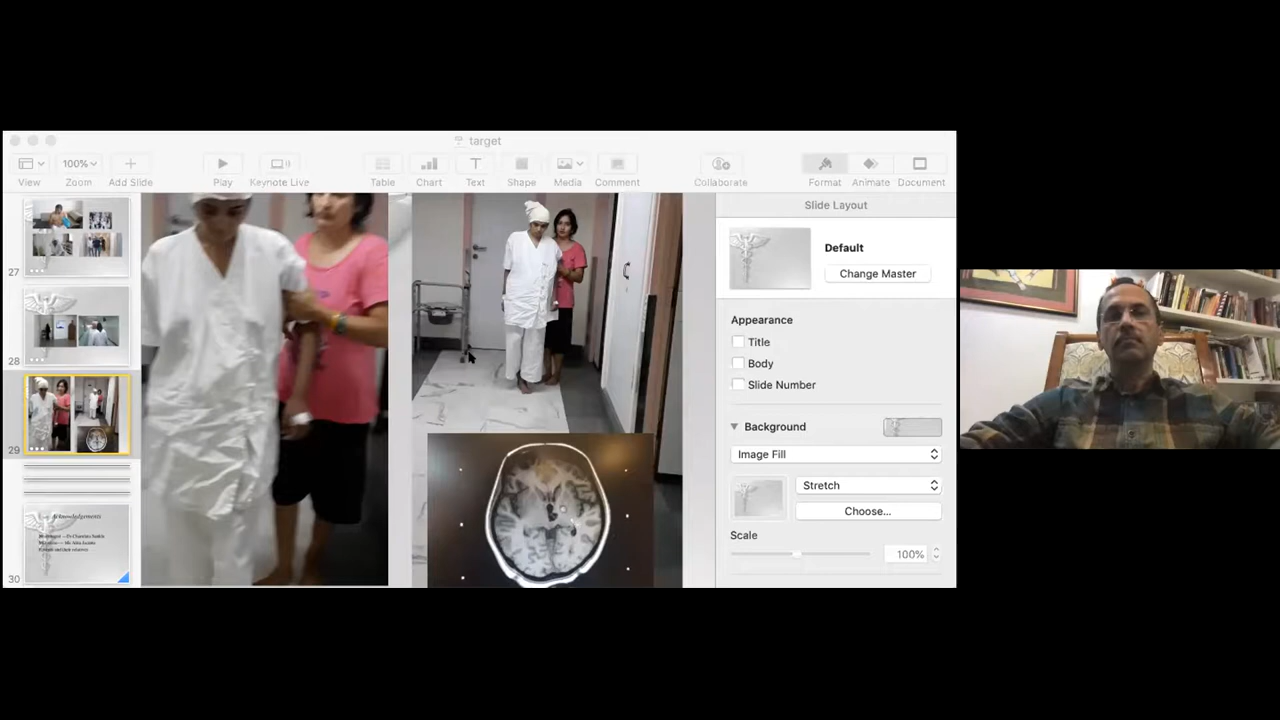 target
100%
View Zoom Add Slide Play Keynote Live Table Chart Text Shape Media Comment Collaborate Format Animate Document
Slide Layout
Default
Change Master
Appearance
Title
Body
Slide Number
Background
Image Fill
Stretch
Choose...
Scale
100%
27
28
29
Acknowledgements
30